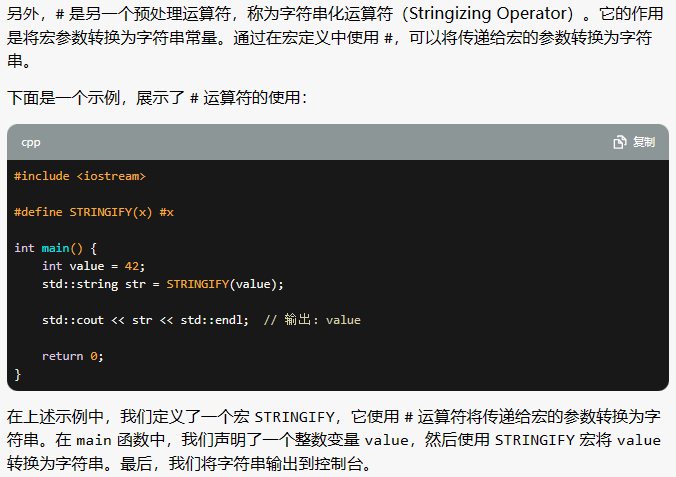 另外，# 是另一个预处理运算符，称为字符串化运算符（Stringizing Operator）。它的作用
是将宏参数转换为字符串常量。通过在宏定义中使用 #，可以将传递给宏的参数转换为字符
串。
下面是一个示例，展示了 # 运算符的使用：
cpp 复制
#include <iostream>
#define STRINGIFY(x) #x
int main() {
    int value = 42;
    std::string str = STRINGIFY(value);
    std::cout << str << std::endl;  // 输出: value
    return 0;
}
在上述示例中，我们定义了一个宏 STRINGIFY，它使用 # 运算符将传递给宏的参数转换为字
符串。在 main 函数中，我们声明了一个整数变量 value，然后使用 STRINGIFY 宏将 value
转换为字符串。最后，我们将字符串输出到控制台。